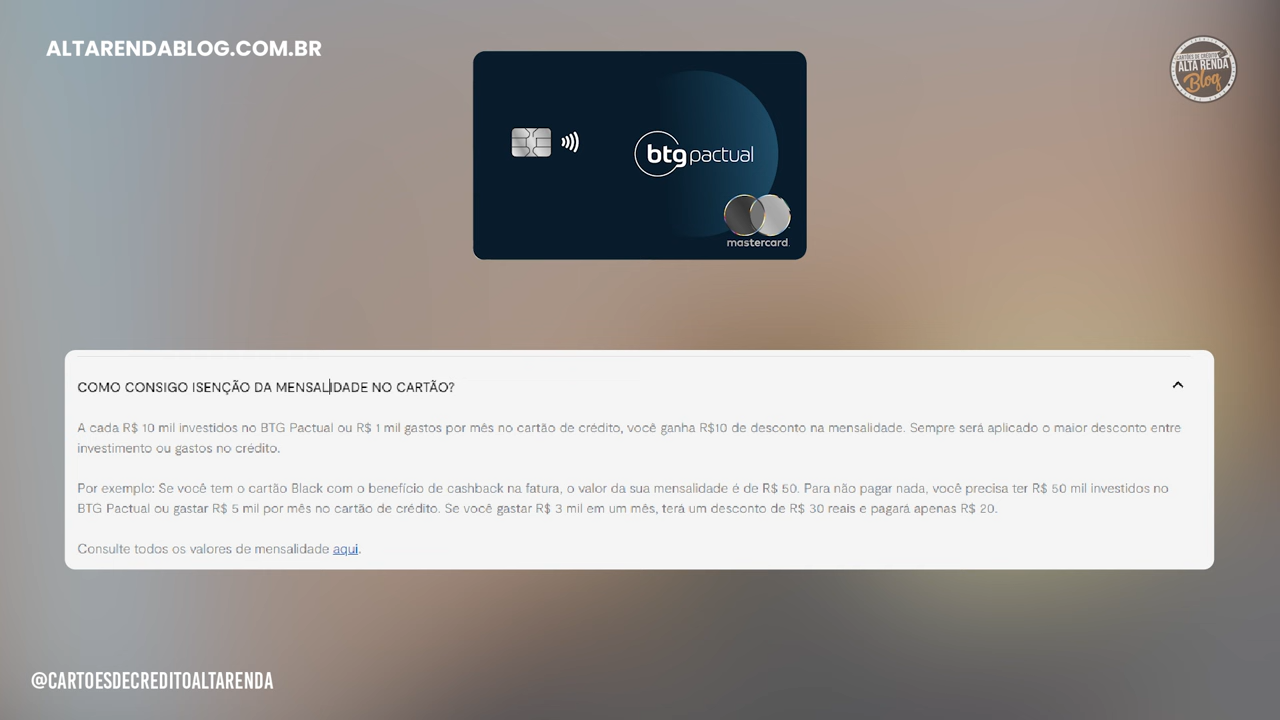 ALTARENDABLOG.COM.BR
CARTÕES DE CRÉDITO
ALTA RENDA
Blog
btg pactual
mastercard.
COMO CONSIGO ISENÇÃO DA MENSALIDADE NO CARTÃO?
A cada R$ 10 mil investidos no BTG Pactual ou R$ 1 mil gastos por mês no cartão de crédito, você ganha R$10 de desconto na mensalidade. Sempre será aplicado o maior desconto entre
investimento ou gastos no crédito.
Por exemplo: Se você tem o cartão Black com o benefício de cashback na fatura, o valor da sua mensalidade é de R$ 50. Para não pagar nada, você precisa ter R$ 50 mil investidos no
BTG Pactual ou gastar R$ 5 mil por mês no cartão de crédito. Se você gastar R$ 3 mil em um mês, terá um desconto de R$ 30 reais e pagará apenas R$ 20.
Consulte todos os valores de mensalidade aqui.
@CARTOESDECREDITOALTARENDA